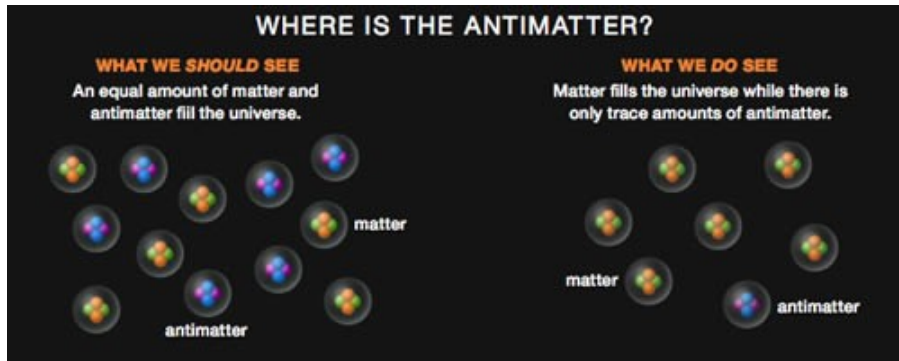 WHERE IS THE ANTIMATTER?
WHAT WE SHOULD SEE
An equal amount of matter and
antimatter fiil the universe.
matter
antimatter
WHAT WE DO SEE
Matter fills the universe while there is
only trace amounts of antimatter.
matter
antimatter